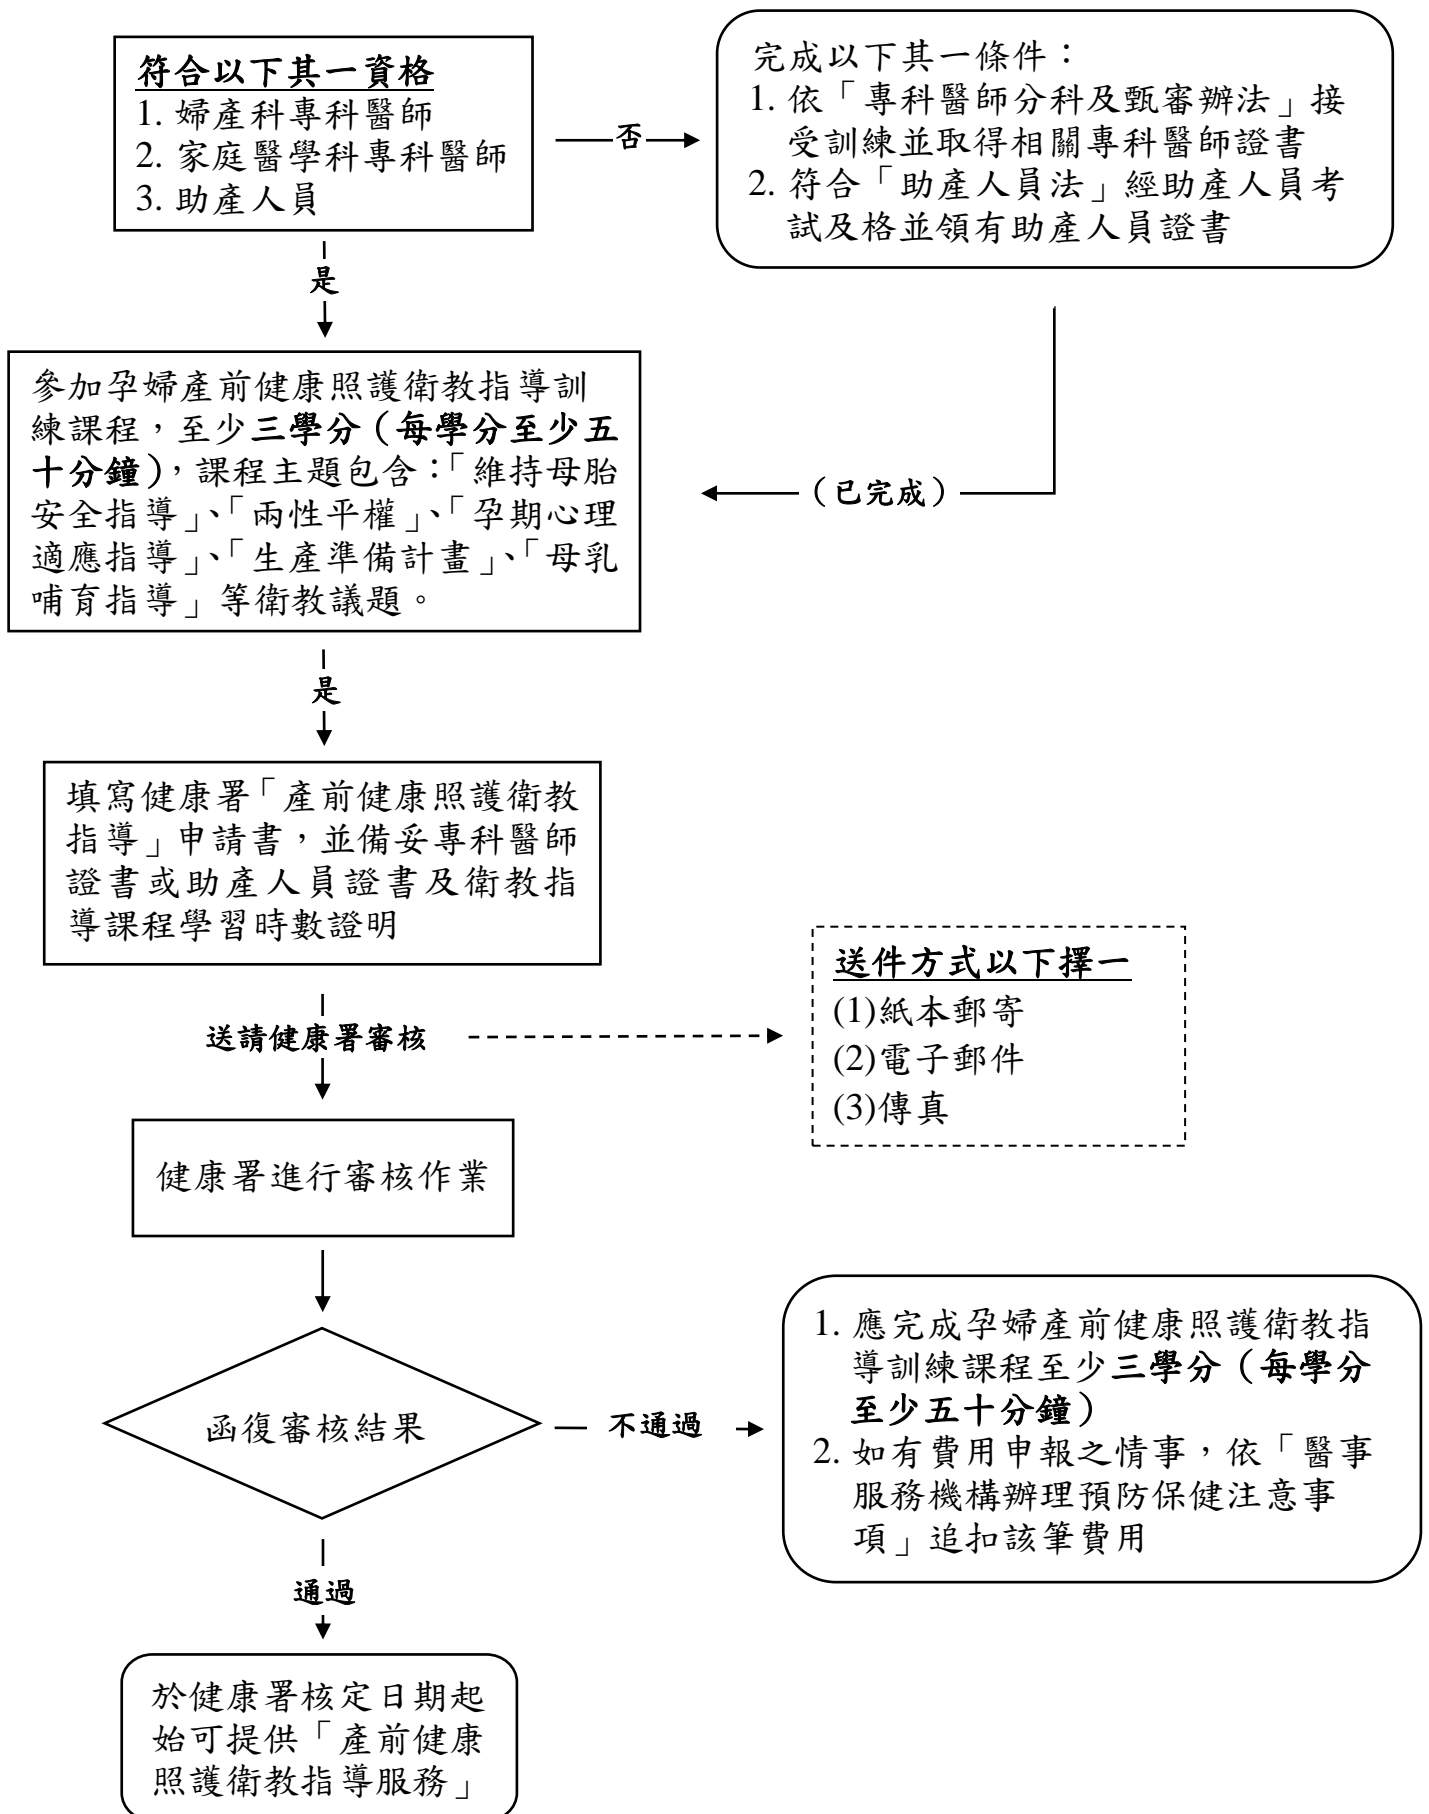 符合以下其一資格
1. 婦產科專科醫師
2. 家庭醫學科專科醫師
3. 助產人員
否
完成以下其一條件：
1. 依「專科醫師分科及甄審辦法」接
受訓練並取得相關專科醫師證書
2. 符合「助產人員法」經助產人員考
試及格並領有助產人員證書
是
參加孕婦產前健康照護衛教指導訓
練課程，至少三學分（每學分至少五
十分鐘），課程主題包含：「維持母胎
安全指導」、「兩性平權」、「孕期心理
適應指導」、「生產準備計畫」、「母乳
哺育指導」等衛教議題。
（已完成）
是
填寫健康署「產前健康照護衛教
指導」申請書，並備妥專科醫師
證書或助產人員證書及衛教指
導課程學習時數證明
送請健康署審核
送件方式以下擇一
(1)紙本郵寄
(2)電子郵件
(3)傳真
健康署進行審核作業
函復審核結果
不通過
1. 應完成孕婦產前健康照護衛教指
導訓練課程至少三學分（每學分
至少五十分鐘）
2. 如有費用申報之情事，依「醫事
服務機構辦理預防保健注意事
項」追扣該筆費用
通過
於健康署核定日期起
始可提供「產前健康
照護衛教指導服務」